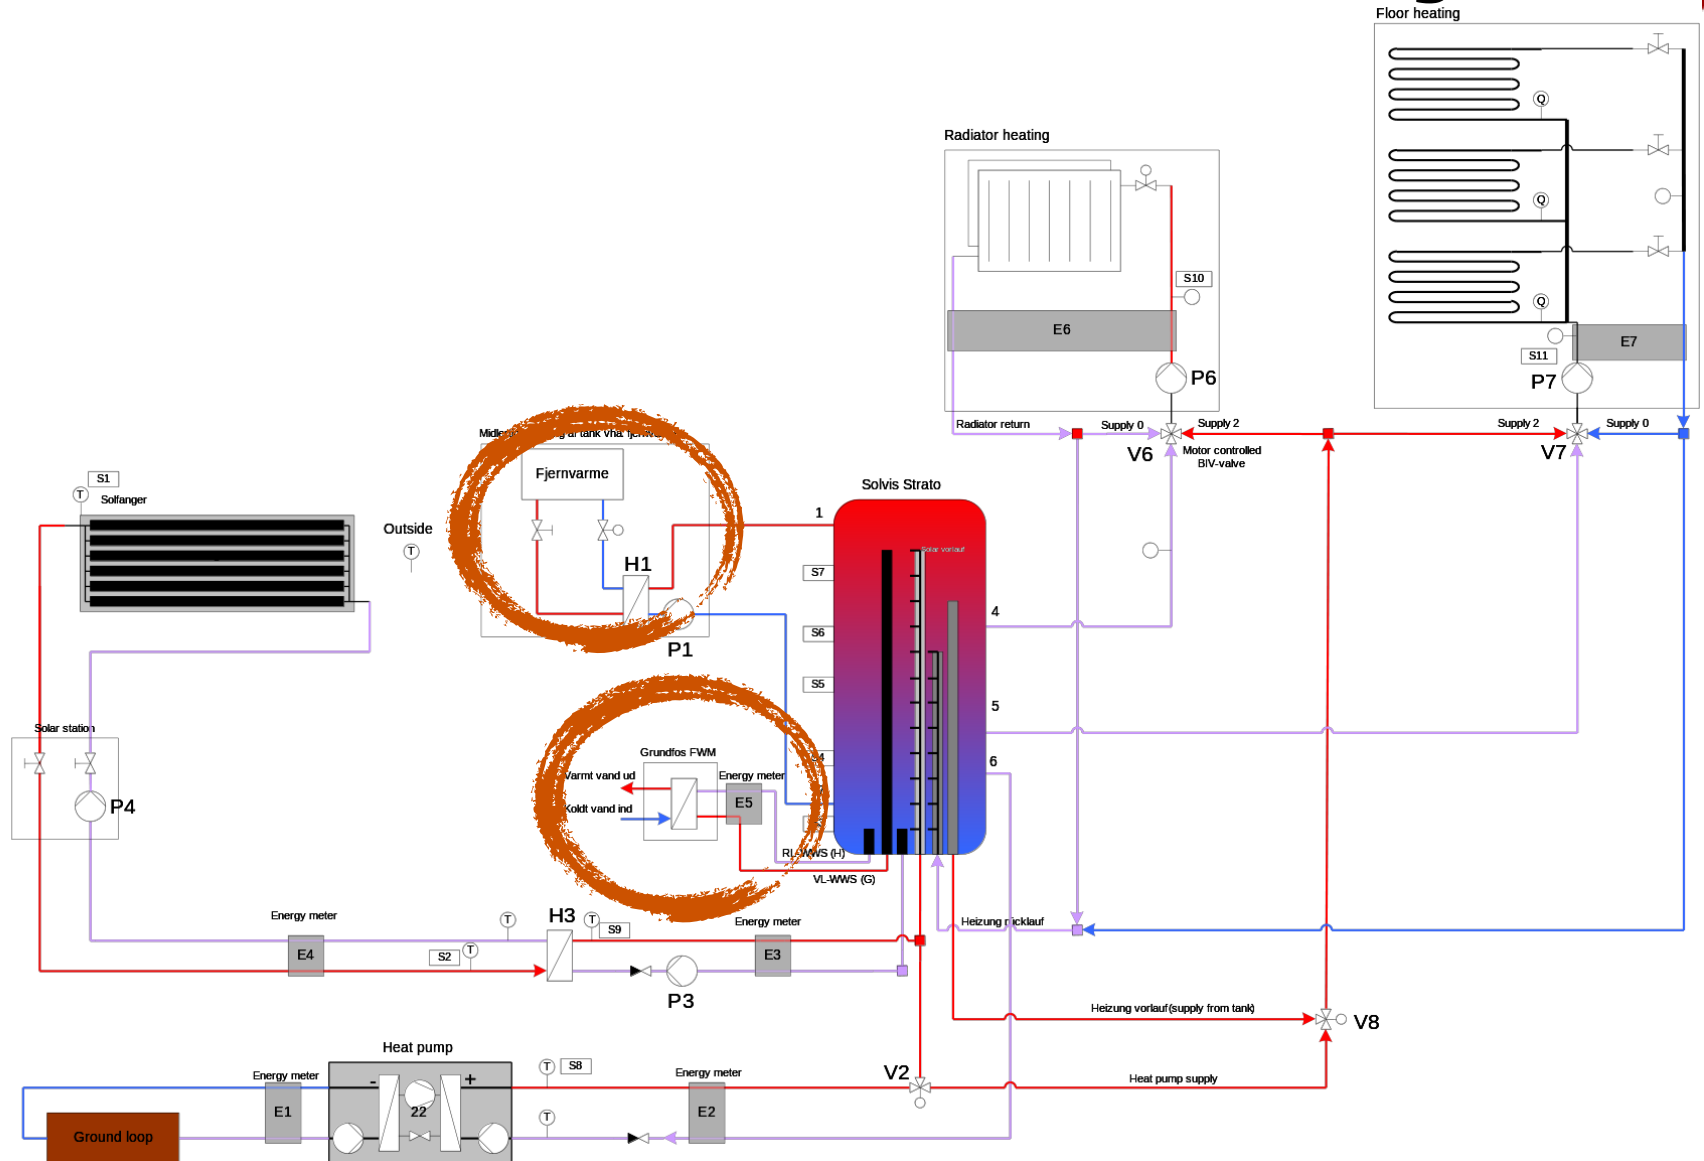 Floor heating
Q
Q
Q
S11
E7
P7
Radiator heating
S10
E6
P6
Radiator return
Supply 0
Supply 2
Supply 2
Supply 0
V6
Motor controlled
BIV-valve
V7
Fjernvarme
H1
P1
S1
T
Solfanger
Outside
T
Solvis Strato
1
Solar vorlauf
S7
S6
S5
4
5
6
Solar station
P4
Grundfos FWM
Varmt vand ud
Koldt vand ind
Energy meter
E5
RL-WWS (H)
VL-WWS (G)
Energy meter
E4
T
S2
T
H3
T
S9
Energy meter
E3
P3
Heizung
Heizung vorlauf(supply from tank)
V8
Heat pump
Energy meter
E1
Ground loop
-
+
22
T
S8
T
Energy meter
E2
V2
Heat pump supply